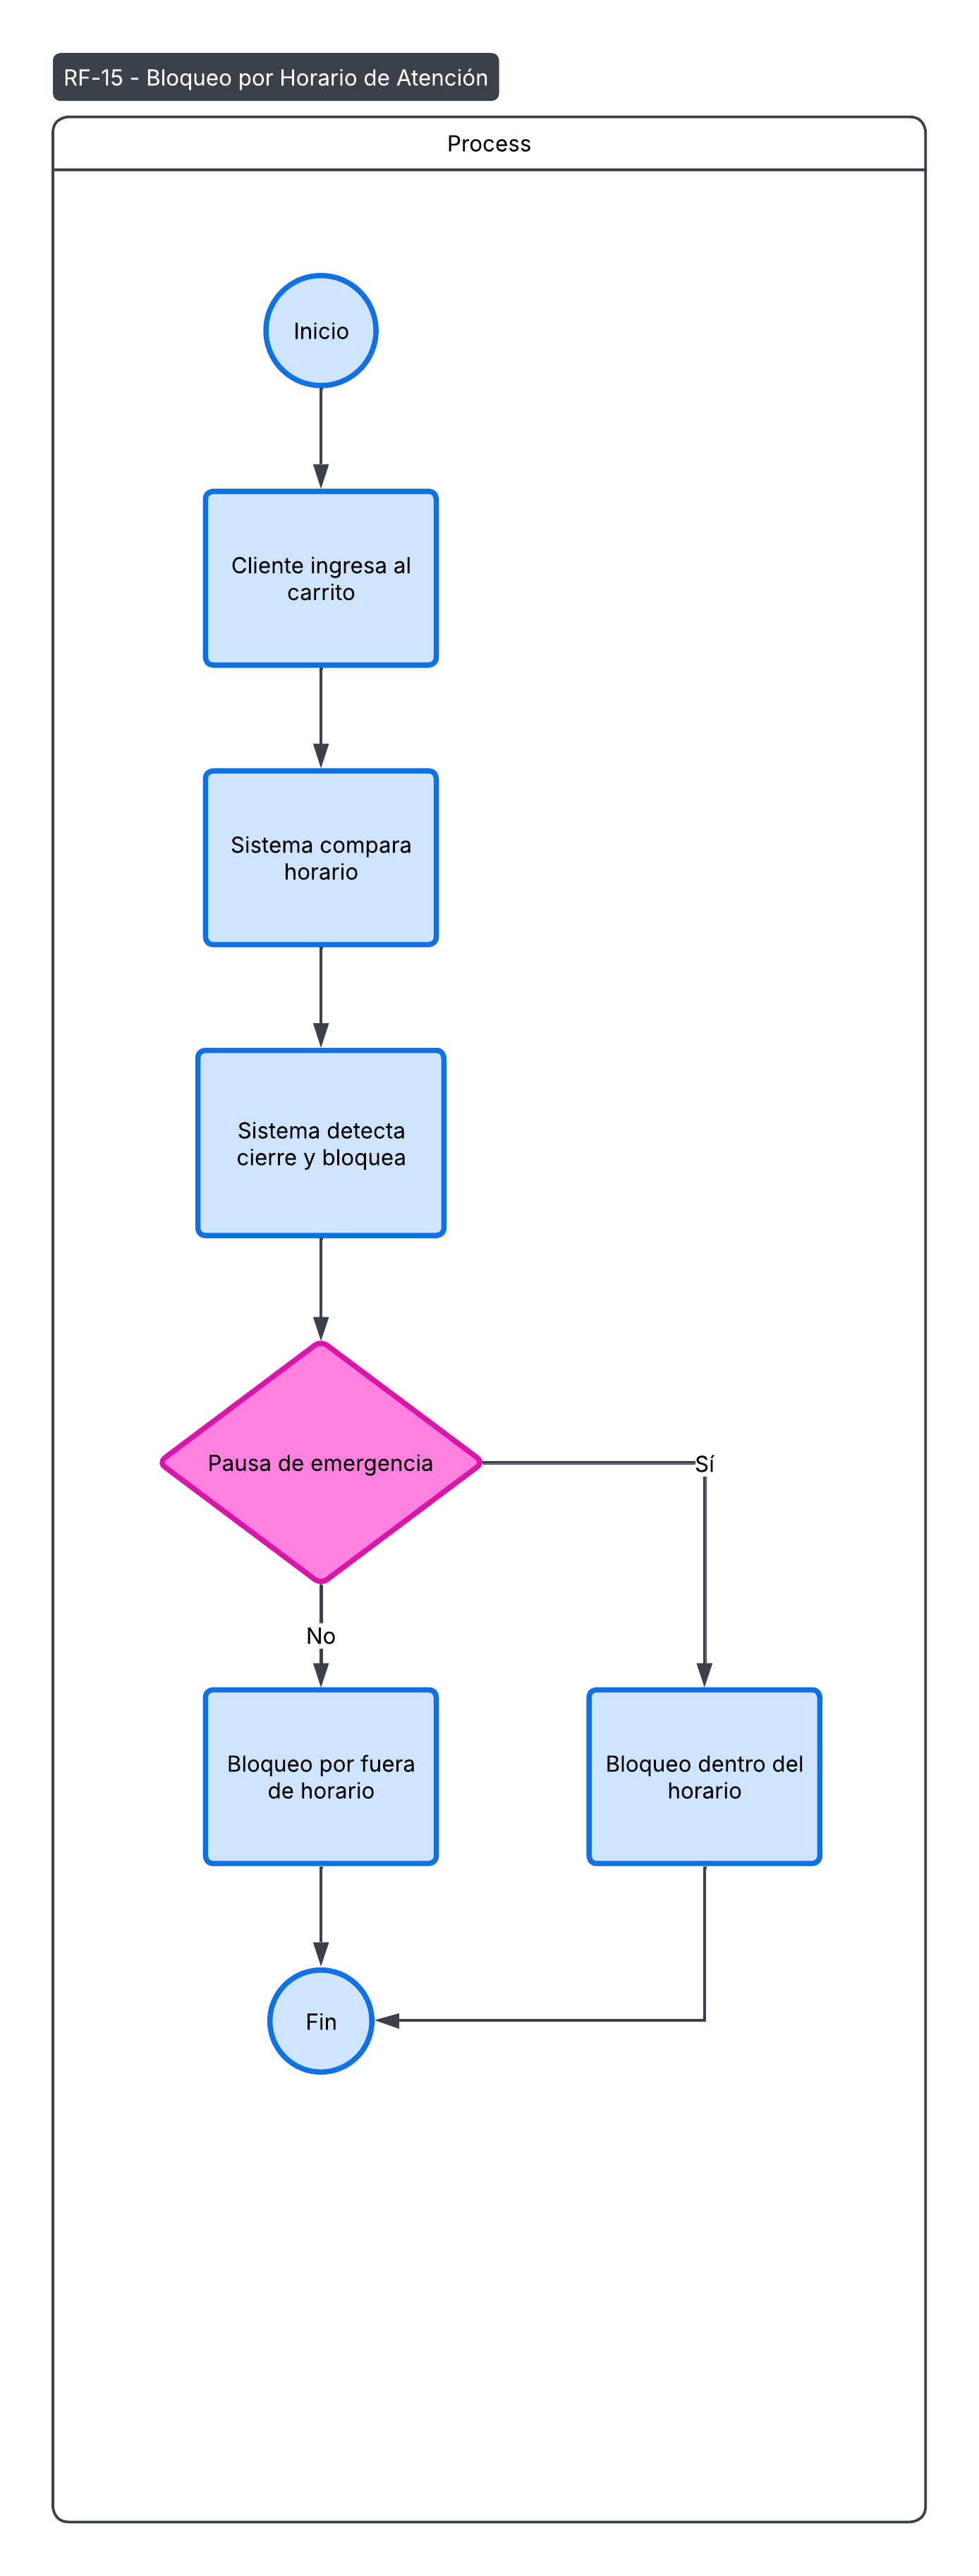 RF-15 - Bloqueo por Horario de Atención
Process
Inicio
Cliente ingresa al
carrito
Sistema compara
horario
Sistema detecta
cierre y bloquea
Pausa de emergencia
Sí
No
Bloqueo por fuera
de horario
Bloqueo dentro del
horario
Fin